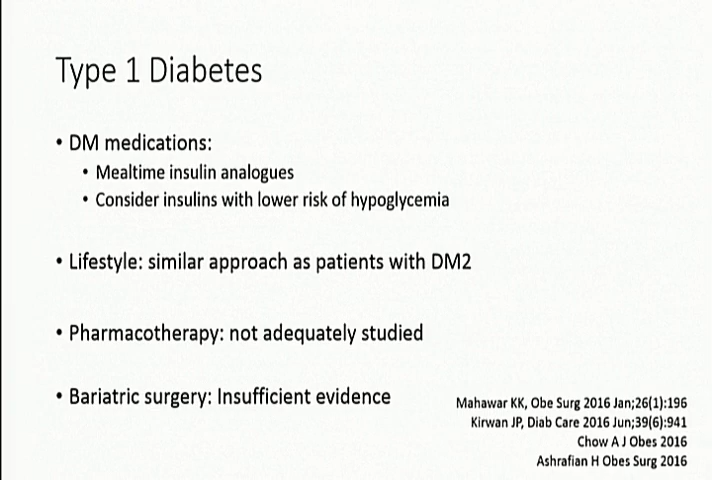 Type 1 Diabetes
• DM medications:
• Mealtime insulin analogues
• Consider insulins with lower risk of hypoglycemia
• Lifestyle: similar approach as patients with DM2
• Pharmacotherapy: not adequately studied
• Bariatric surgery: Insufficient evidence
Mahawar KK, Obe Surg 2016 Jan;26(1):196
Kirwan JP, Diab Care 2016 Jun;39(6):941
Chow A J Obes 2016
Ashrafian H Obes Surg 2016